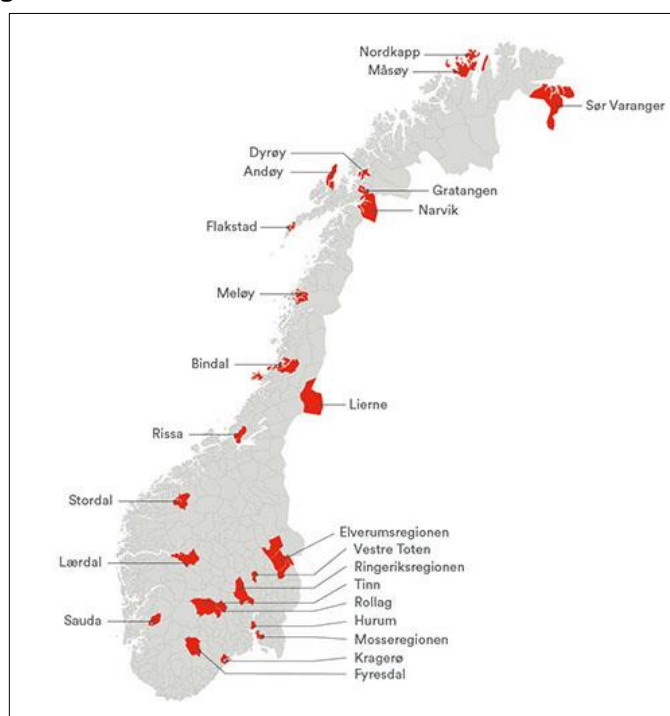 Nordkapp
Måsøy
Sør Varanger
Dyrøy
Andøy
Gratangen
Narvik
Flakstad
Meløy
Bindal
Lierne
Rissa
Stordal
Elverumsregionen
Vestre Toten
Lærdal
Ringeriksregionen
Tinn
Rollag
Sauda
Hurum
Mosseregionen
Kragerø
Fyresdal